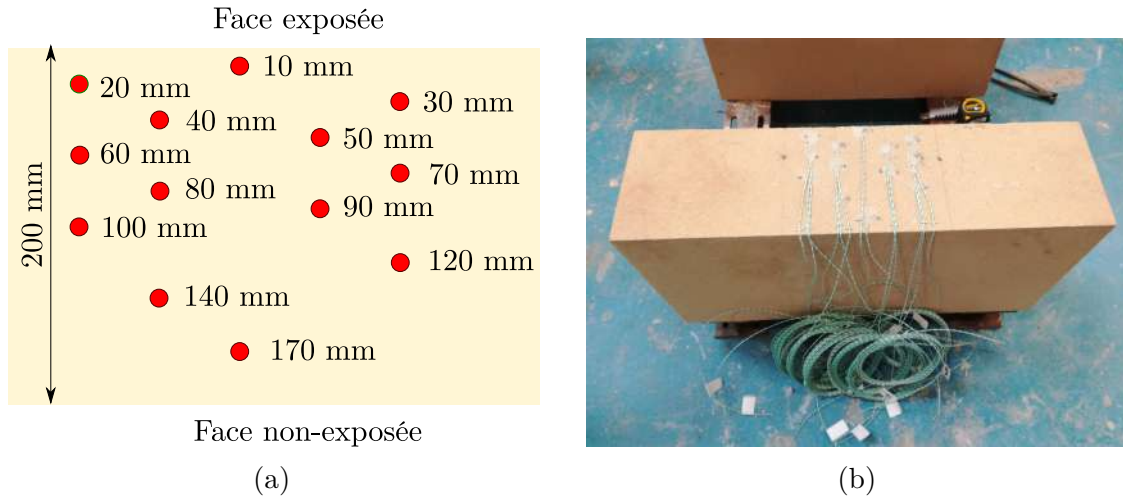 Face exposée
10 mm
20 mm
30 mm
40 mm
50 mm
60 mm
70 mm
80 mm
90 mm
100 mm
120 mm
140 mm
170 mm
200 mm
Face non-exposée
(a)
(b)